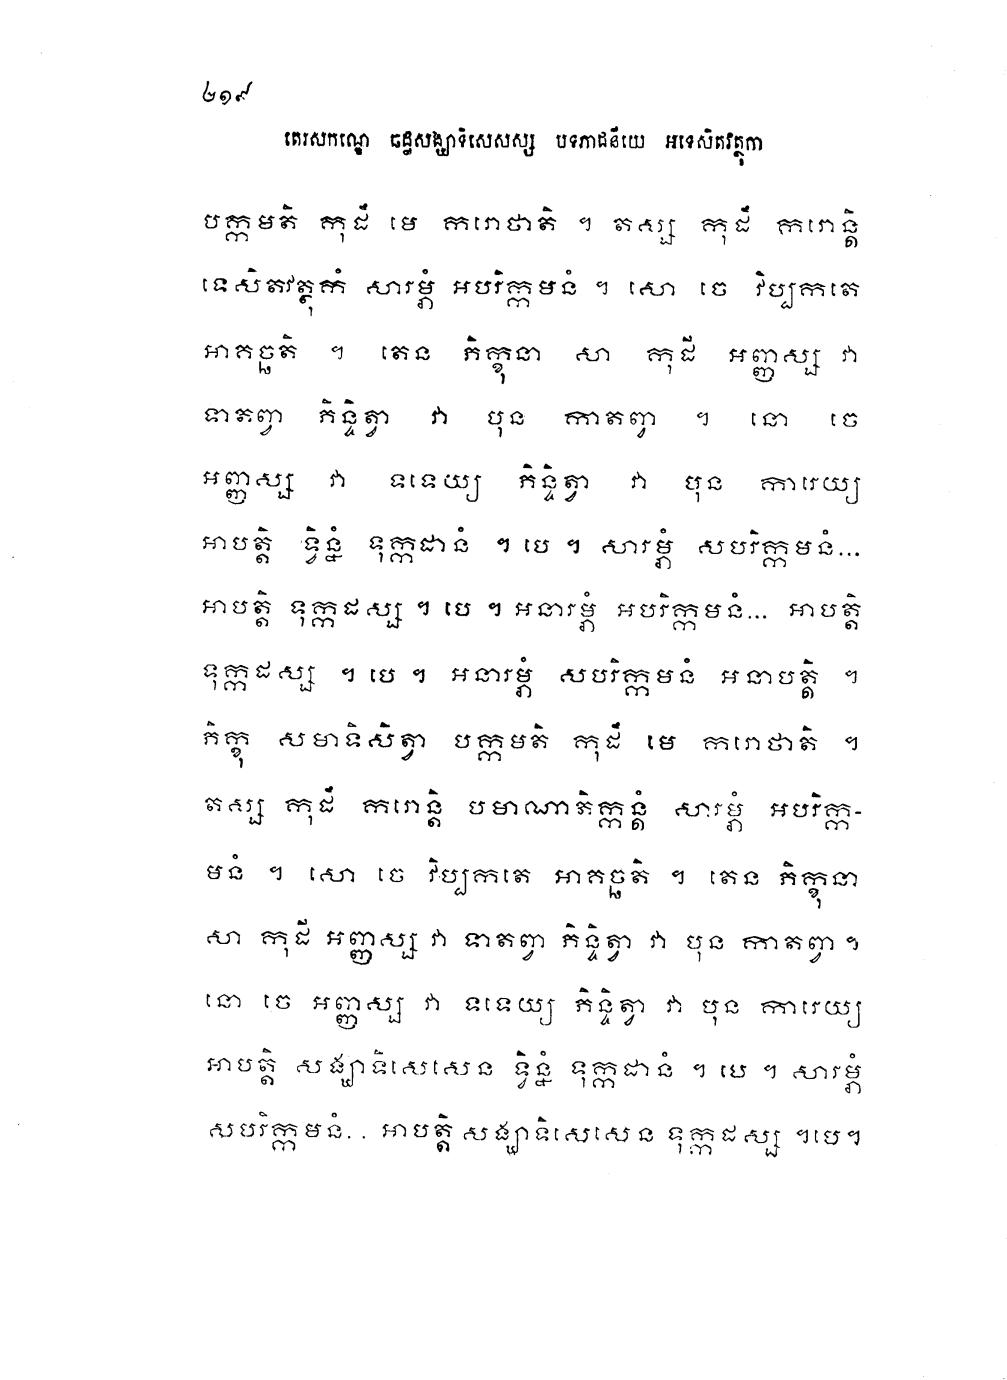 ២១៩
តេរសកណ្ឌេ ឆដ្ឋសង្ឃាទិសេសស្ស បទភាជនីយេ អទេសិតវត្ថុកា
បក្កមតិ កុដឹ មេ ករោថាតិ ។ តស្ស កុដឹ ករោន្តិ
ទេសិតវត្ថុកំ សារម្ភំ អបរិក្កមនំ ។ សោ ចេ វិប្បកតេ
អាគច្ឆតិ ។ តេន ភិក្ខុនា សា កុដី អញ្ញស្ស វា
ទាតព្វា ភិន្ទិត្វា វា បុន កាតព្វា ។ នោ ចេ
អញ្ញស្ស វា ទទេយ្យ ភិន្ទិត្វា វា បុន ការេយ្យ
អាបត្តិ ទ្វិន្នំ ទុក្កដានំ ។ បេ ។ សារម្ភំ សបរិក្កមនំ...
អាបត្តិ ទុក្កដស្ស ។ បេ ។ អនារម្ភំ អបរិក្កមនំ... អាបត្តិ
ទុក្កដស្ស ។ បេ ។ អនារម្ភំ សបរិក្កមនំ អនាបត្តិ ។
ភិក្ខុ សមាទិសិត្វា បក្កមតិ កុដឹ មេ ករោថាតិ ។
តស្ស កុដឹ ករោន្តិ បមាណាតិក្កន្តំ សារម្ភំ អបរិក្ក-
មនំ ។ សោ ចេ វិប្បកតេ អាគច្ឆតិ ។ តេន ភិក្ខុនា
សា កុដី អញ្ញស្ស វា ទាតព្វា ភិន្ទិត្វា វា បុន កាតព្វា ។
នោ ចេ អញ្ញស្ស វា ទទេយ្យ ភិន្ទិត្វា វា បុន ការេយ្យ
អាបត្តិ សង្ឃាទិសេសេន ទ្វិន្នំ ទុក្កដានំ ។ បេ ។ សារម្ភំ
សបរិក្កមនំ.. អាបត្តិ សង្ឃាទិសេសេន ទុក្កដស្ស ។បេ។